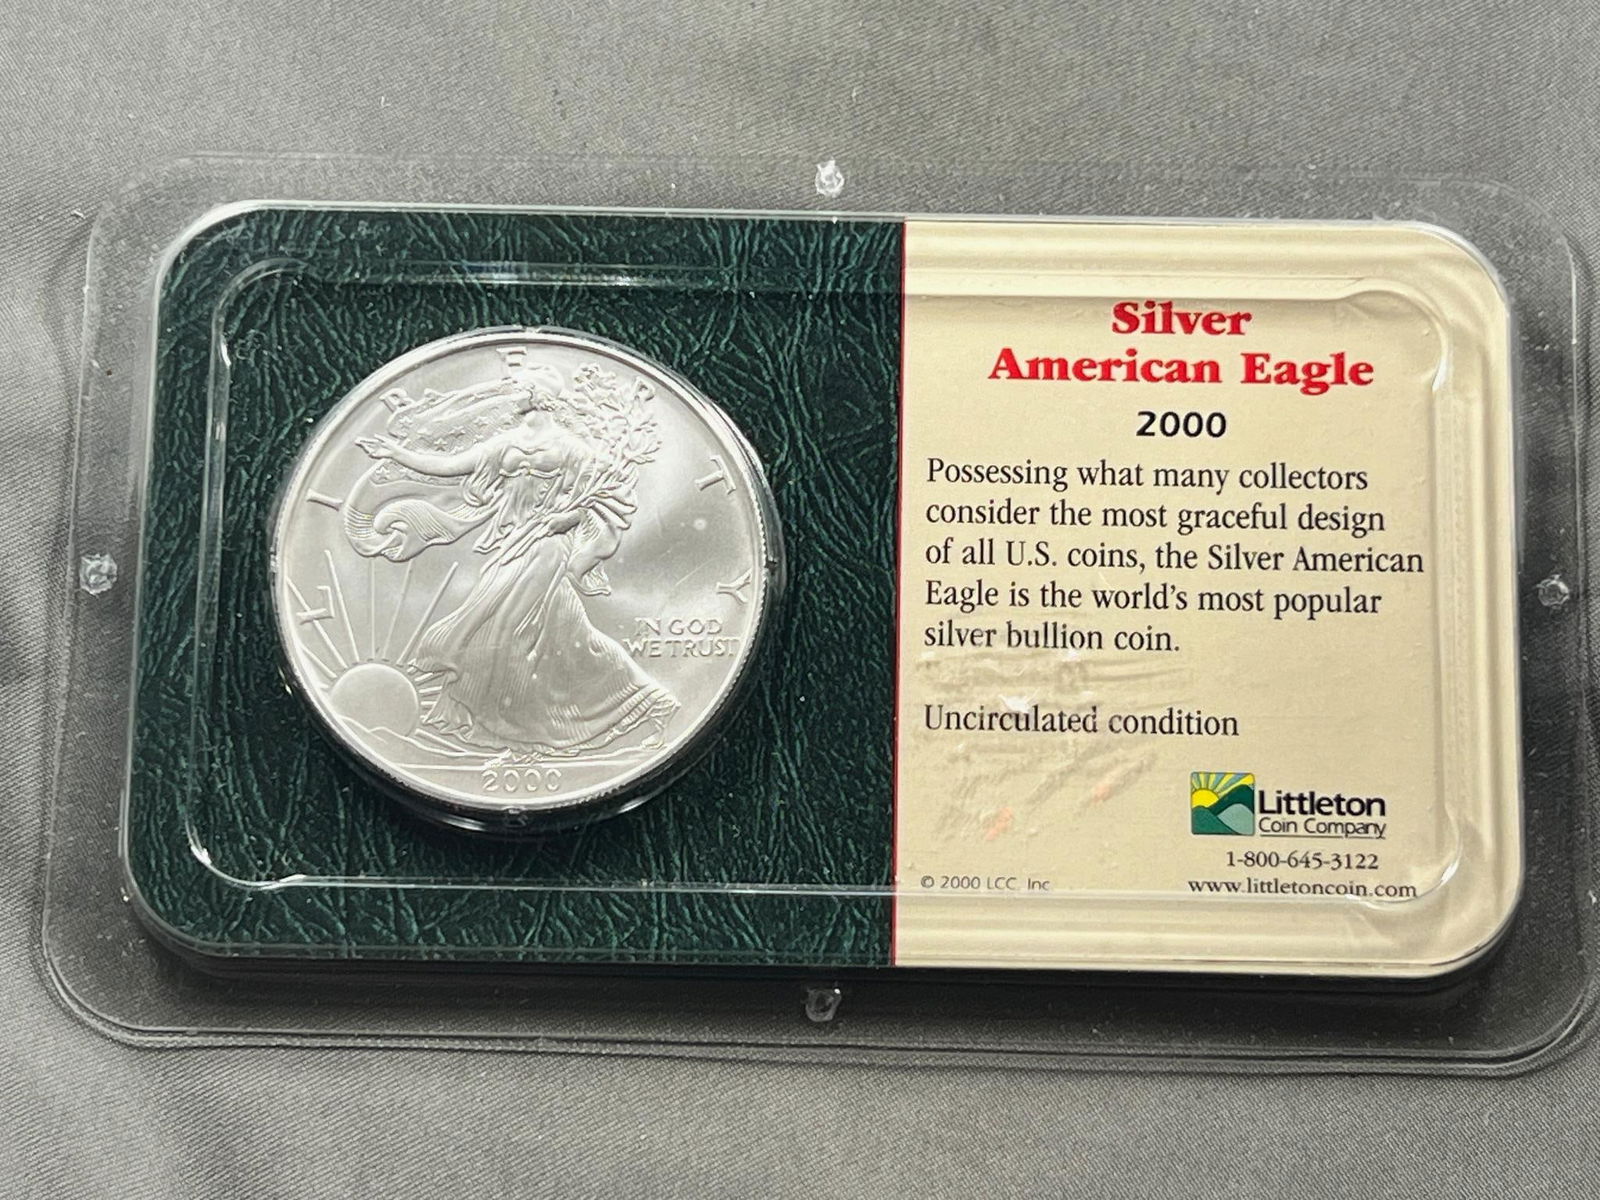 LIBERTY
IN GOD
WE TRUST
2000
Silver
American Eagle
2000
Possessing what many collectors
consider the most graceful design
of all U.S. coins, the Silver American
Eagle is the world's most popular
silver bullion coin.
Uncirculated condition
Littleton
Coin Company
1-800-645-3122
© 2000 LCC, Inc.
www.littletoncoin.com